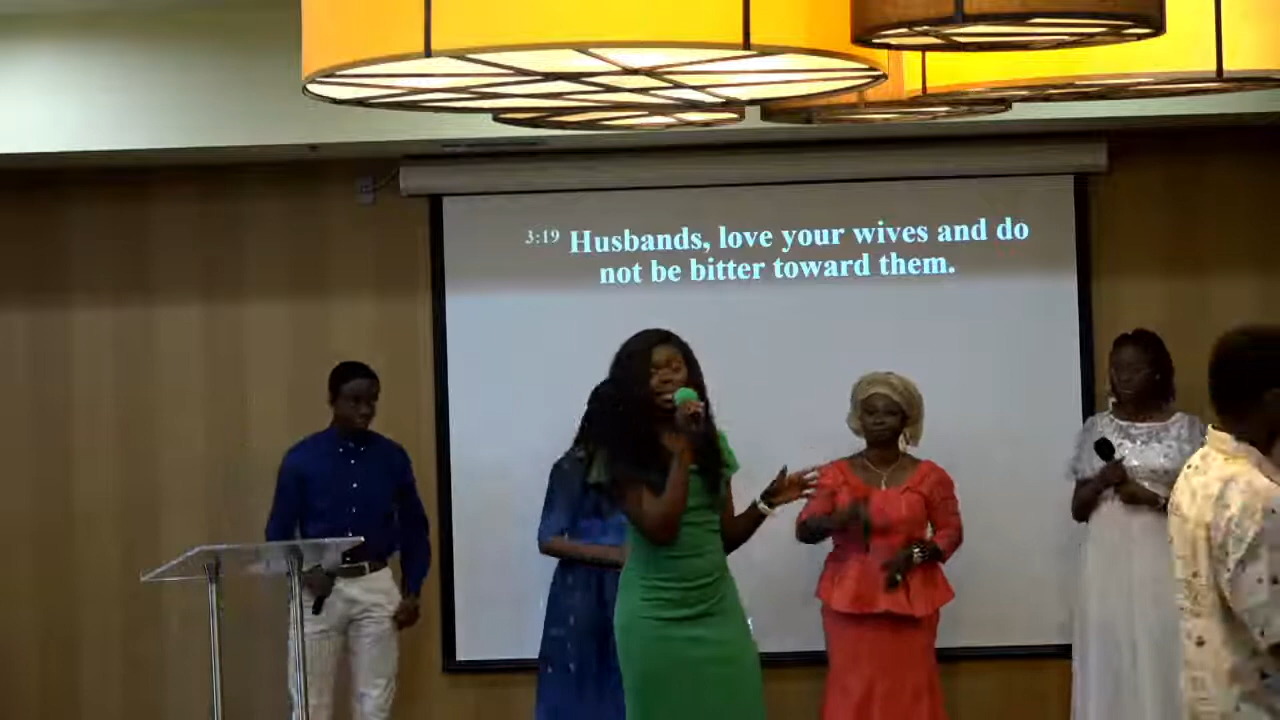 3:19 Husbands, love your wives and do
not be bitter toward them.